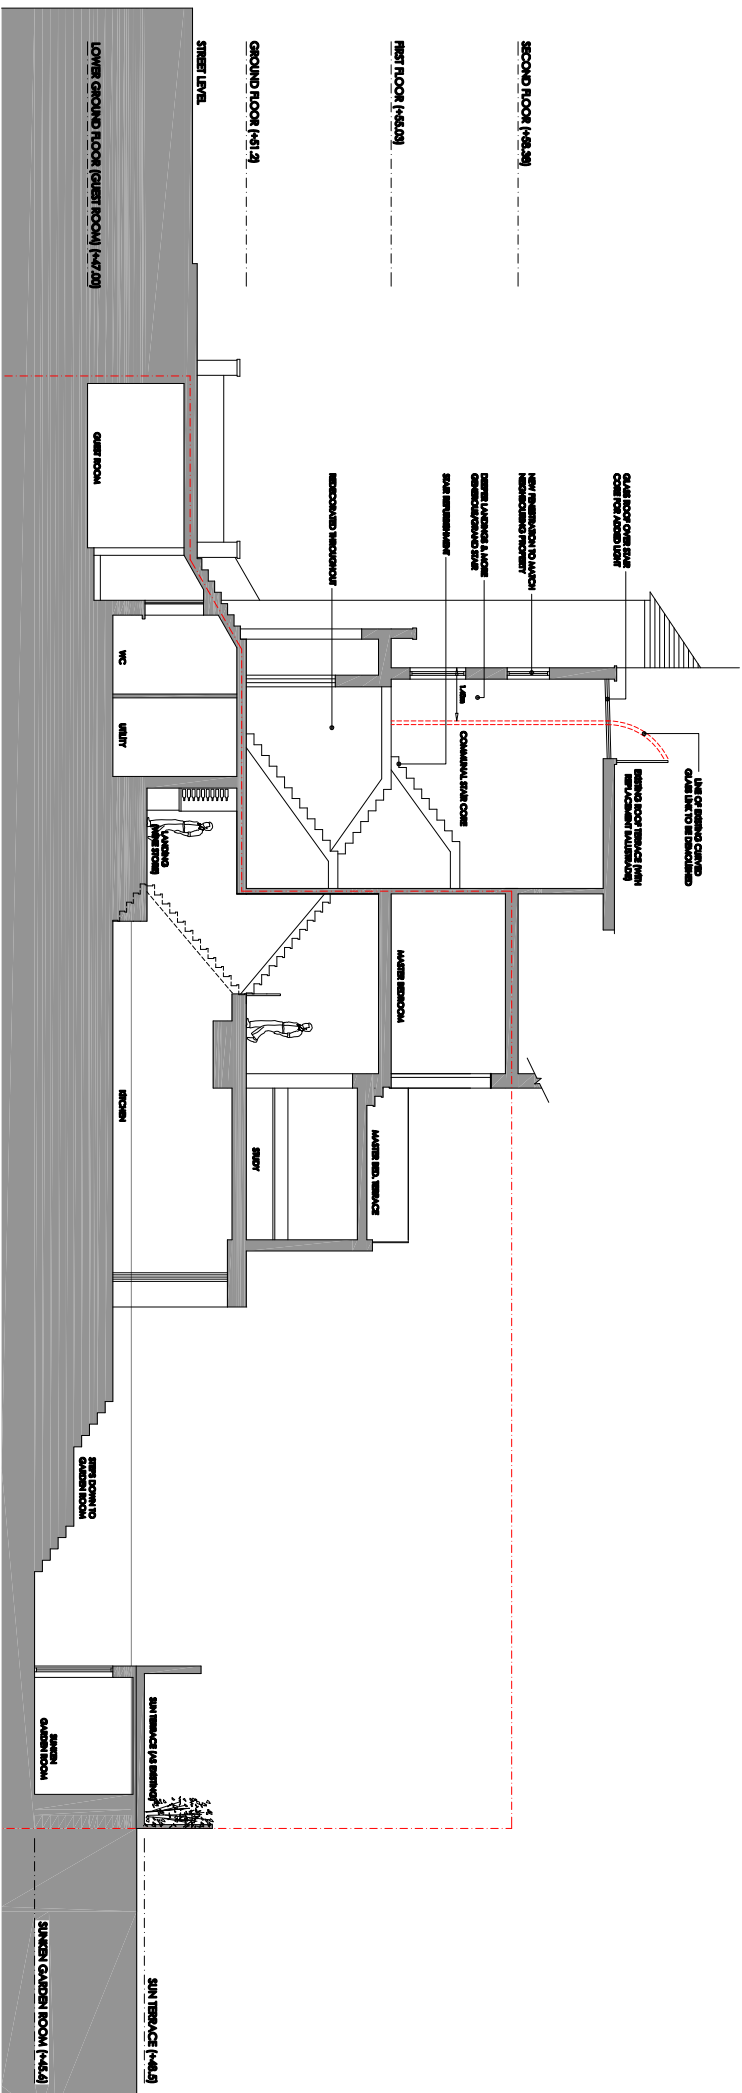 SECOND FLOOR (+58.38)
FIRST FLOOR (+55.03)
GROUND FLOOR (+51.2)
STREET LEVEL
LOWER GROUND FLOOR (GUEST ROOM) (+47.00)
GLASS ROOF OVER STAIR
CORE FOR ADDED LIGHT
NEW FENESTRATION TO MATCH
NEIGHBOURING PROPERTY
DEEPER LANDINGS & MORE
GENEROUS/GRAND STAIR
STAIR REFURBISHMENT
REDECORATED THROUGHOUT
LINE OF EXISTING CURVED
GLASS LINK TO BE DEMOLISHED
EXISTING ROOF TERRACE (WITH
REPLACEMENT BALUSTRADE)
COMMUNAL STAIR CORE
GUEST ROOM
WC
UTILITY
LANDING
(WINE STORE)
MASTER BEDROOM
KITCHEN
STUDY
MASTER BED. TERRACE
STEPS DOWN TO
GARDEN ROOM
SUNKEN
GARDEN ROOM
SUN TERRACE (AS EXISTING)
SUN TERRACE (+48.5)
SUNKEN GARDEN ROOM (+45.6)